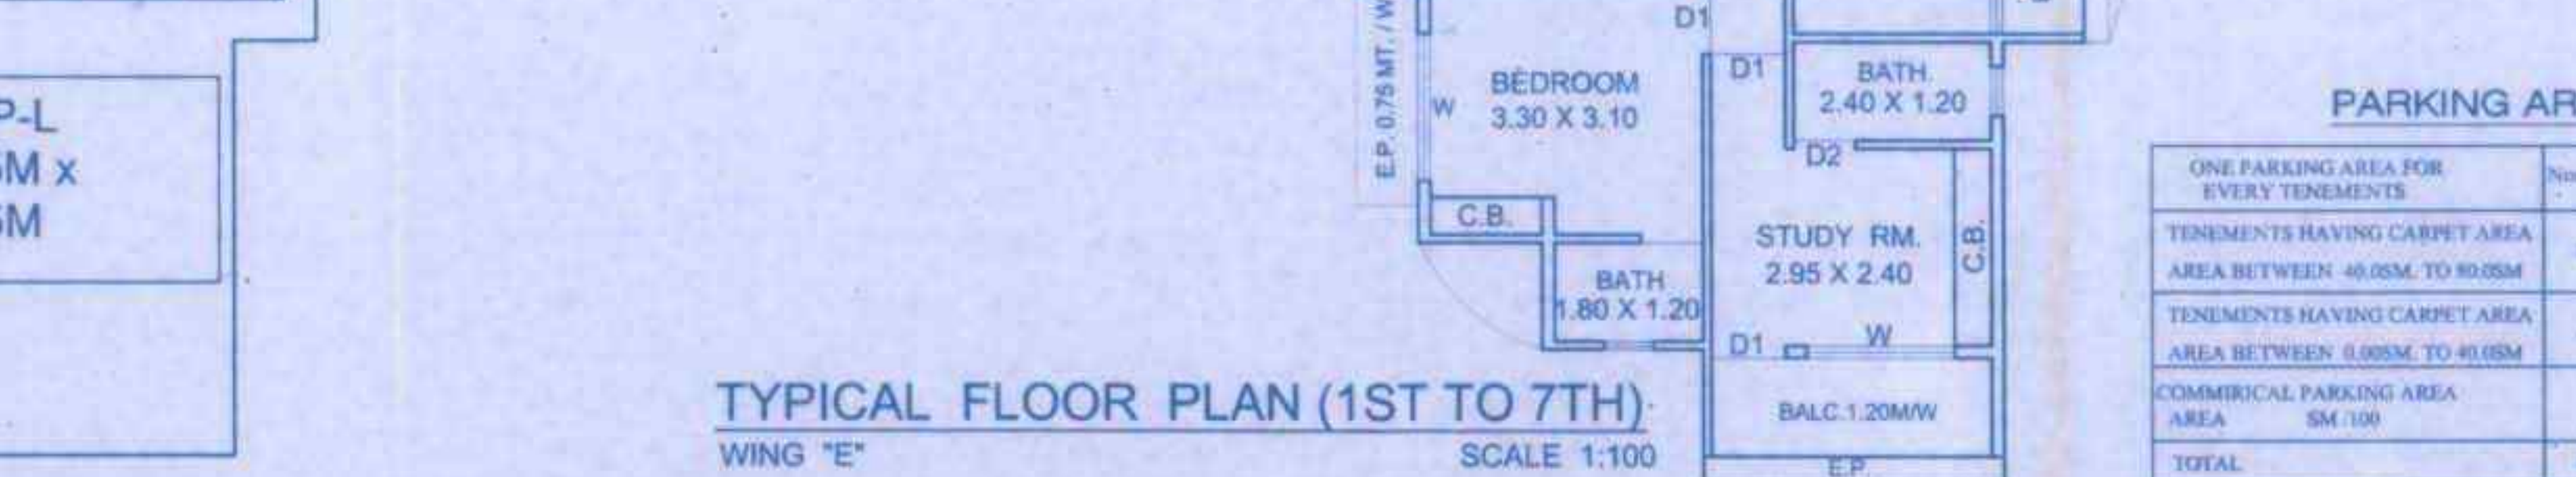 P-L
M x
SM
E.P. 0.75 MT. / W
D1
BEDROOM
3.30 X 3.10
W
C.B.
BATH
1.80 X 1.20
D1
BATH.
2.40 X 1.20
D2
STUDY RM.
2.95 X 2.40
C.B.
D1
W
BALC.1.20M/W
E.P.
TYPICAL FLOOR PLAN (1ST TO 7TH)
WING "E"
SCALE 1:100
PARKING AR
ONE PARKING AREA FOR
EVERY TENEMENTS
TENEMENTS HAVING CARPET AREA
AREA BETWEEN 40.0SM. TO 80.0SM
TENEMENTS HAVING CARPET AREA
AREA BETWEEN 0.00SM. TO 40.0SM
COMMIRICAL PARKING AREA
AREA SM /100
TOTAL